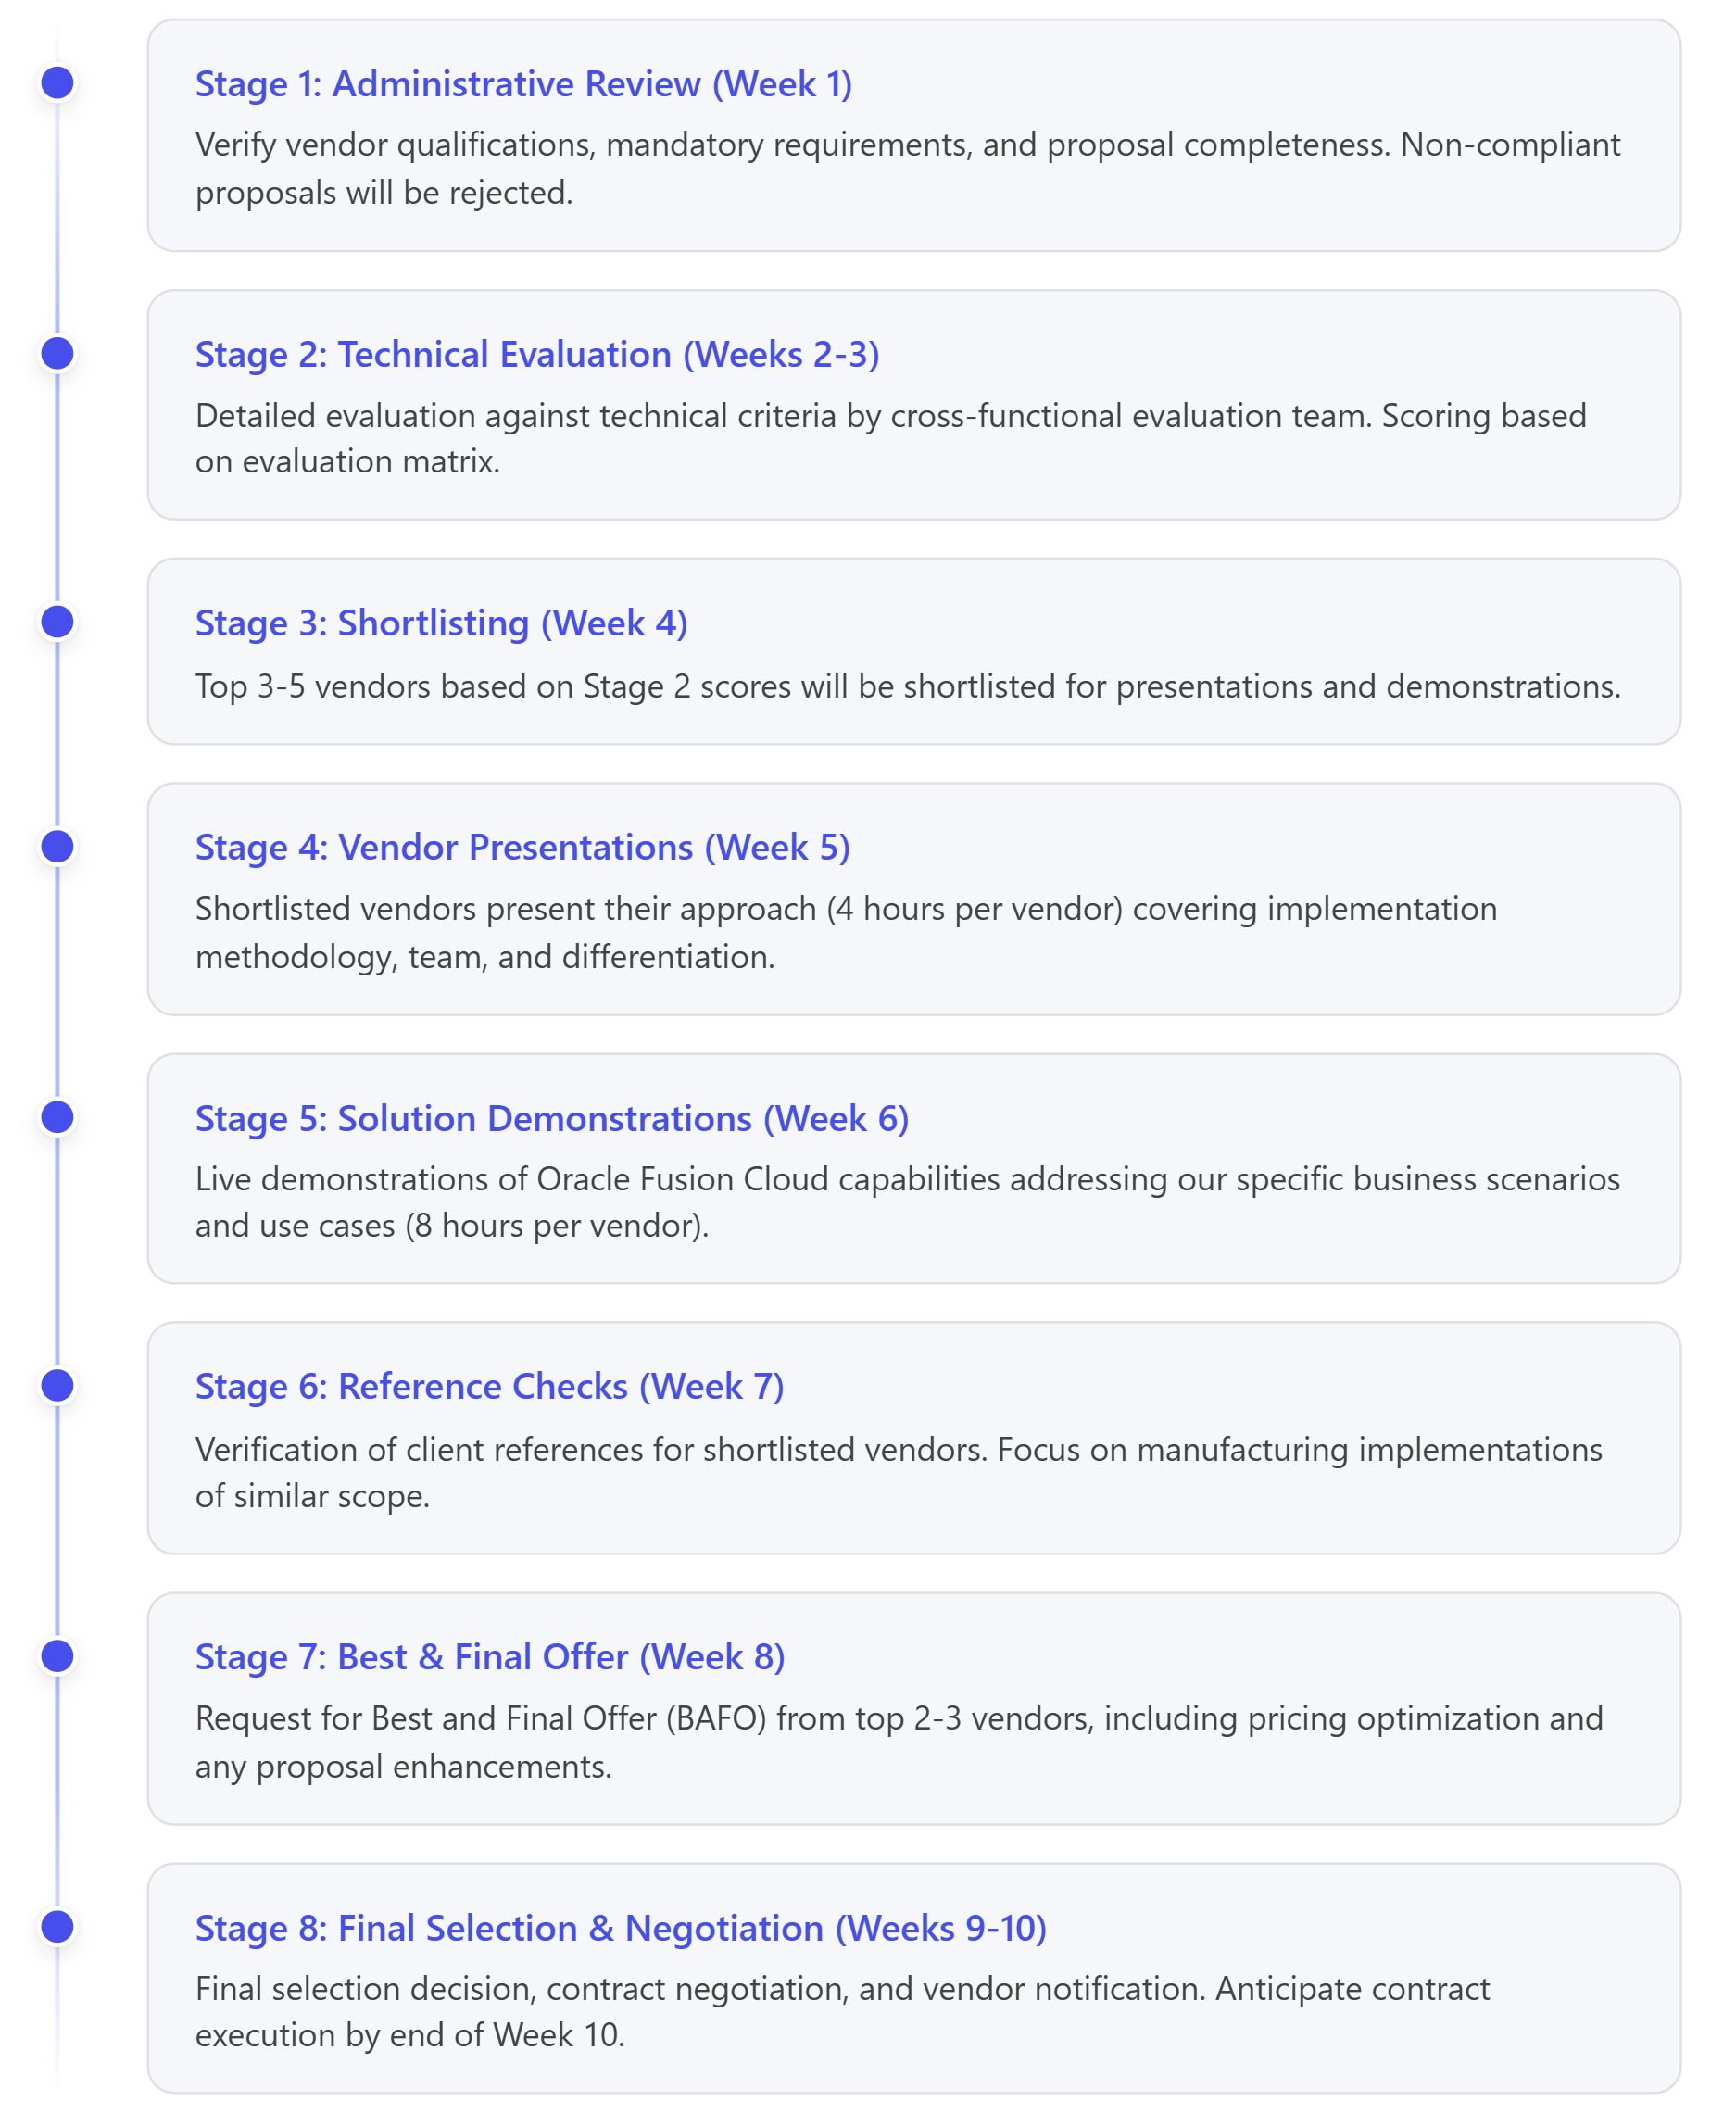 Stage 1: Administrative Review (Week 1)
Verify vendor qualifications, mandatory requirements, and proposal completeness. Non-compliant
proposals will be rejected.
Stage 2: Technical Evaluation (Weeks 2-3)
Detailed evaluation against technical criteria by cross-functional evaluation team. Scoring based
on evaluation matrix.
Stage 3: Shortlisting (Week 4)
Top 3-5 vendors based on Stage 2 scores will be shortlisted for presentations and demonstrations.
Stage 4: Vendor Presentations (Week 5)
Shortlisted vendors present their approach (4 hours per vendor) covering implementation
methodology, team, and differentiation.
Stage 5: Solution Demonstrations (Week 6)
Live demonstrations of Oracle Fusion Cloud capabilities addressing our specific business scenarios
and use cases (8 hours per vendor).
Stage 6: Reference Checks (Week 7)
Verification of client references for shortlisted vendors. Focus on manufacturing implementations
of similar scope.
Stage 7: Best & Final Offer (Week 8)
Request for Best and Final Offer (BAFO) from top 2-3 vendors, including pricing optimization and
any proposal enhancements.
Stage 8: Final Selection & Negotiation (Weeks 9-10)
Final selection decision, contract negotiation, and vendor notification. Anticipate contract
execution by end of Week 10.